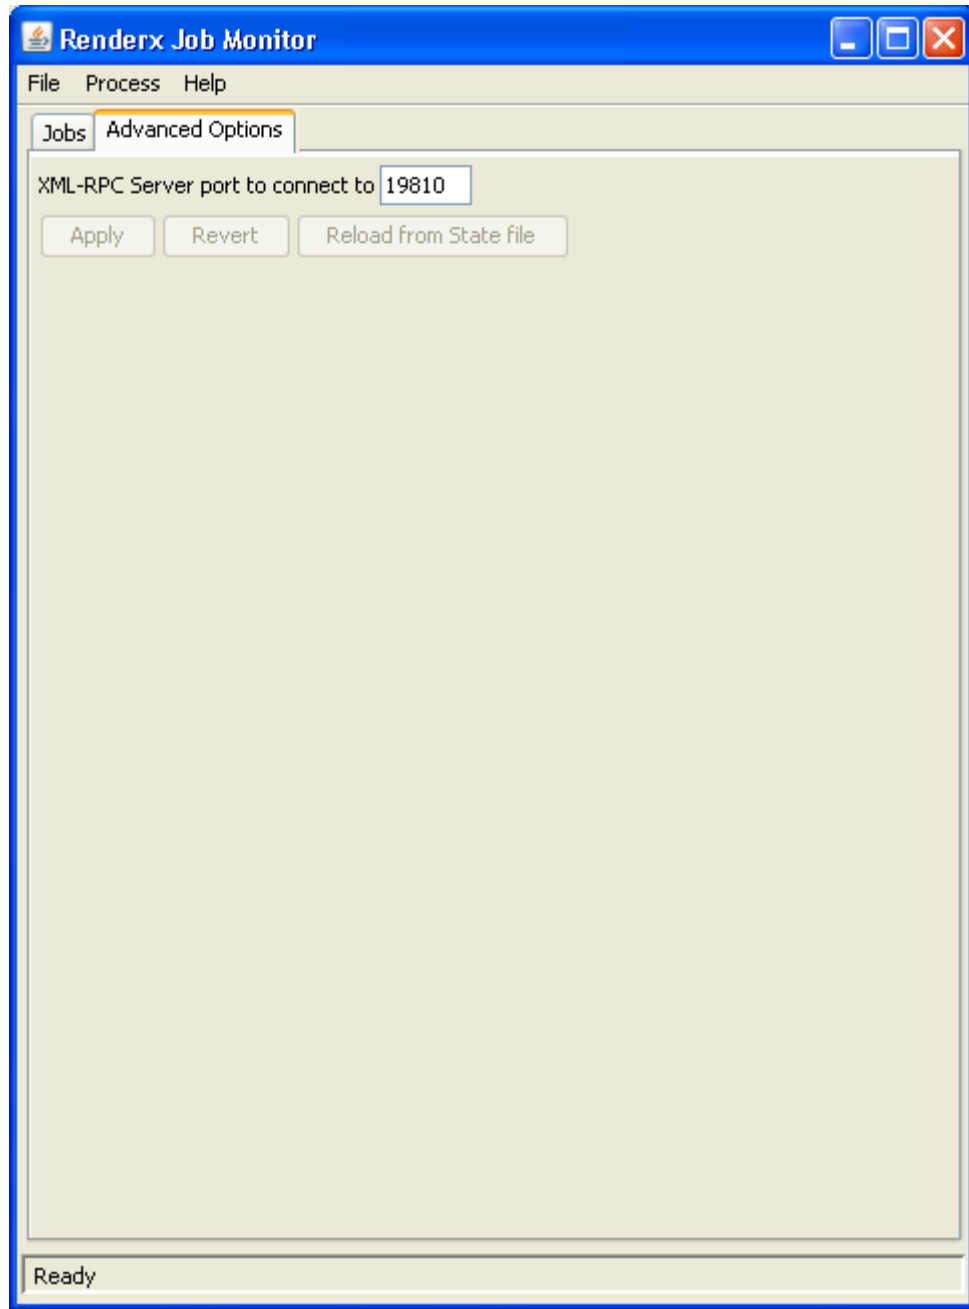 Renderx Job Monitor
File Process Help
Jobs Advanced Options
XML-RPC Server port to connect to 19810
Apply Revert Reload from State file
Ready